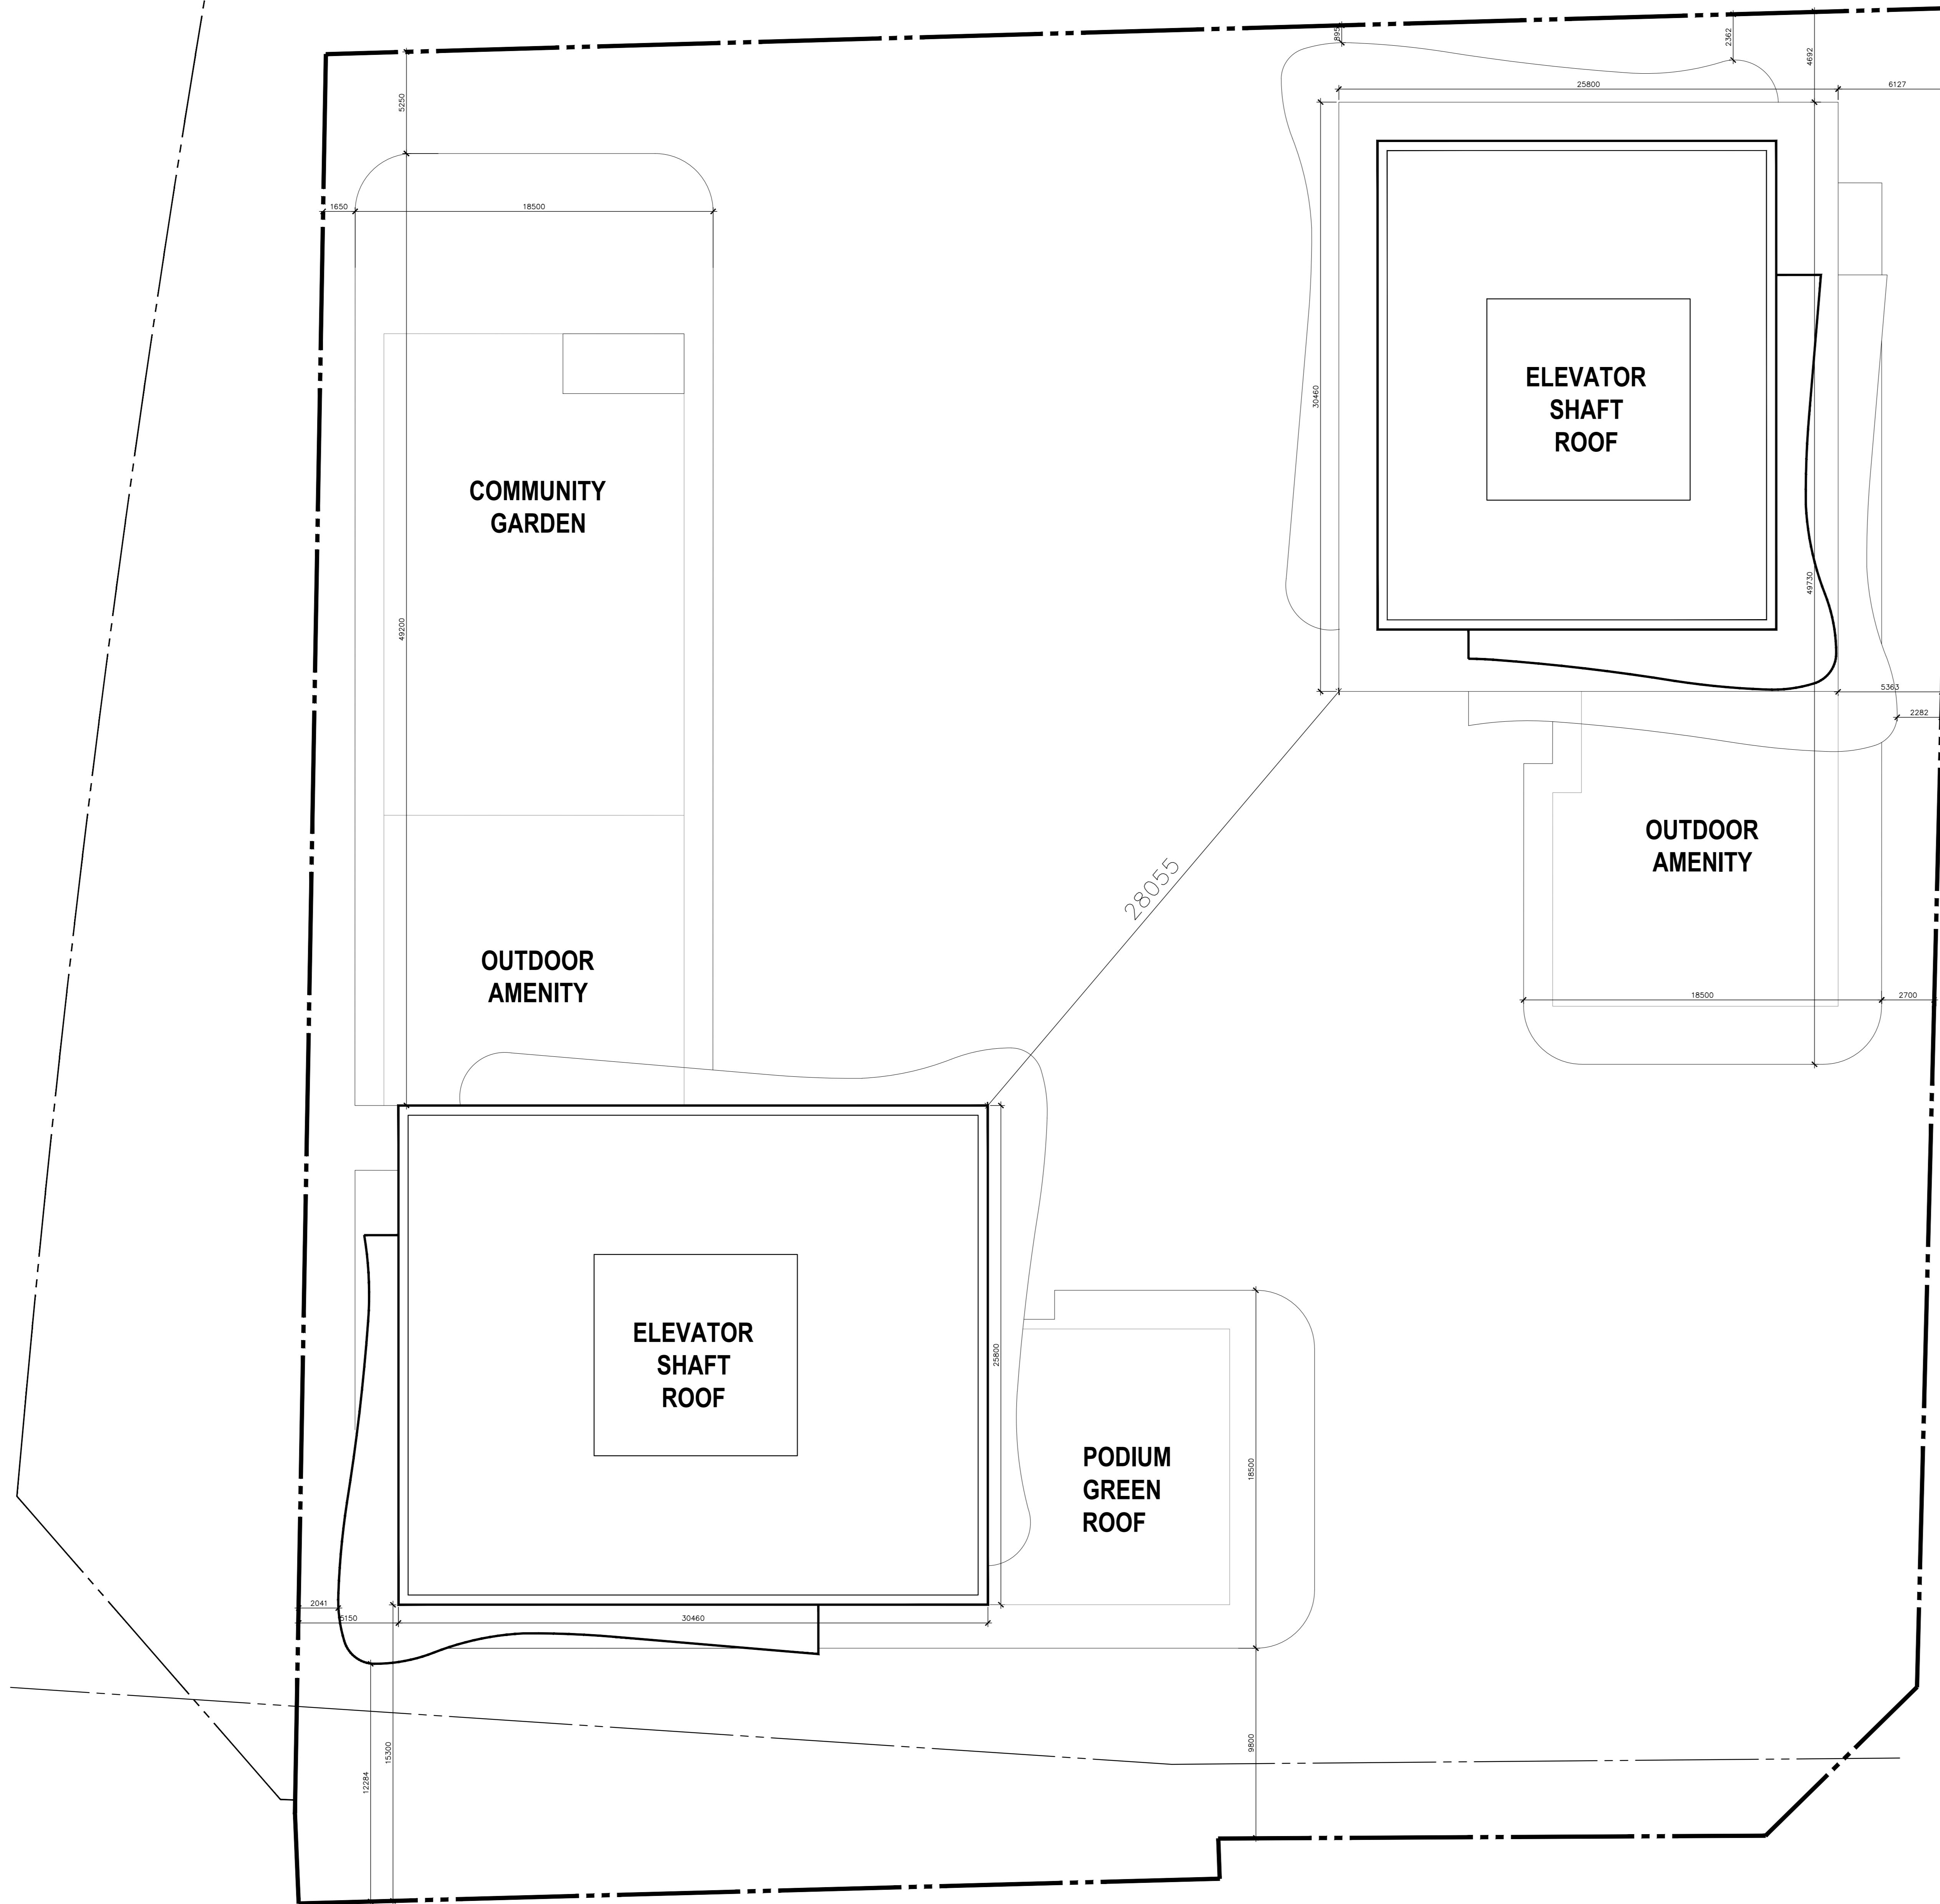 895
2362
4692
25800
6127
5250
1650
18500
30460
ELEVATOR
SHAFT
ROOF
COMMUNITY
GARDEN
49730
49200
5363
2282
OUTDOOR
AMENITY
28055
OUTDOOR
AMENITY
18500
2700
ELEVATOR
SHAFT
ROOF
25800
PODIUM
GREEN
ROOF
18500
2041
5150
30460
9800
15300
12284